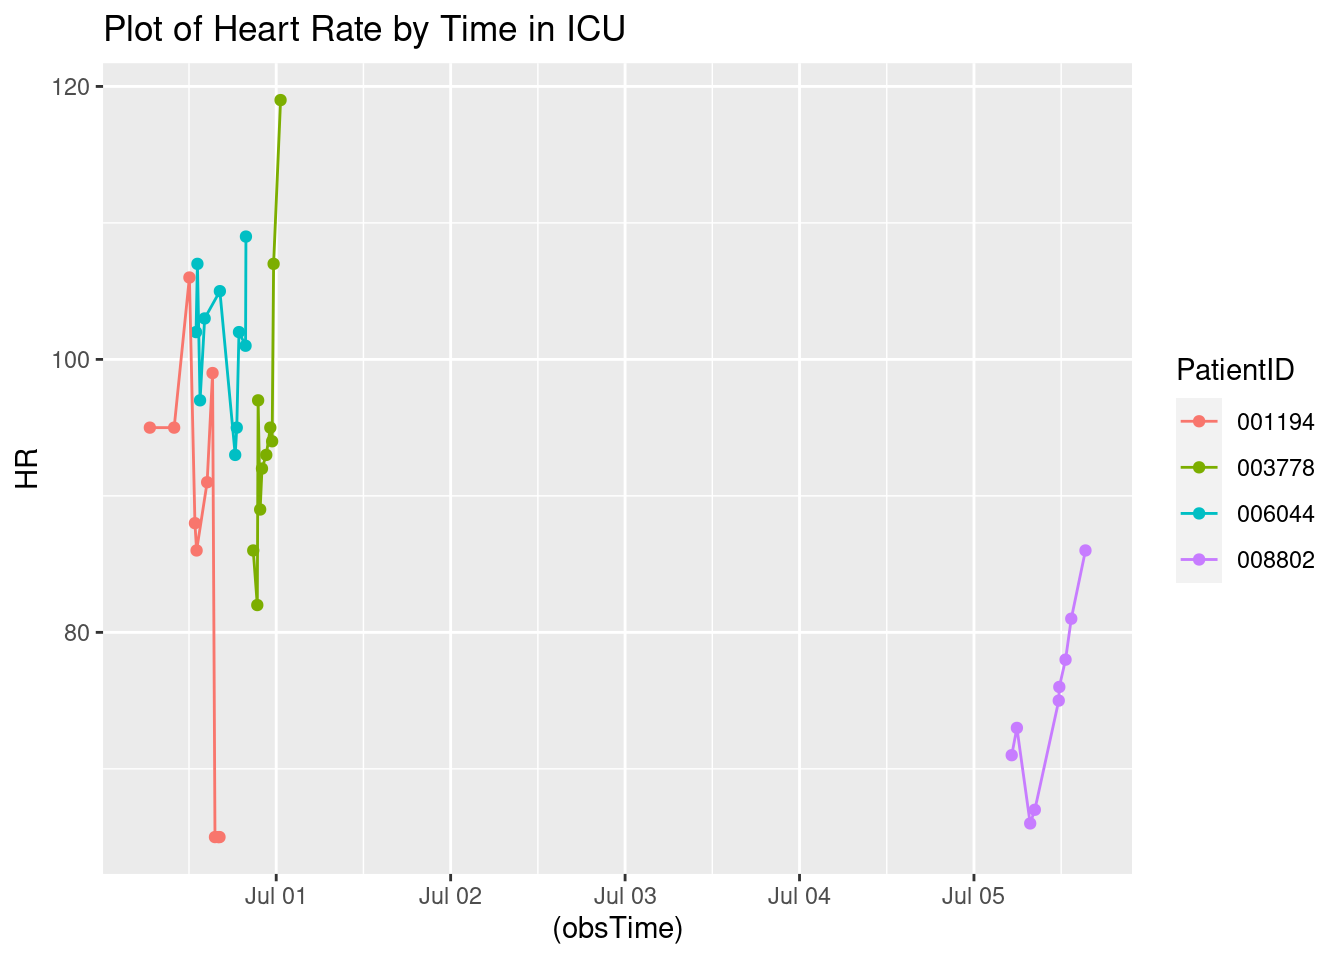 Plot of Heart Rate by Time in ICU
120
100
80
HR
Jul 01
Jul 02
Jul 03
Jul 04
Jul 05
(obsTime)
PatientID
001194
003778
006044
008802